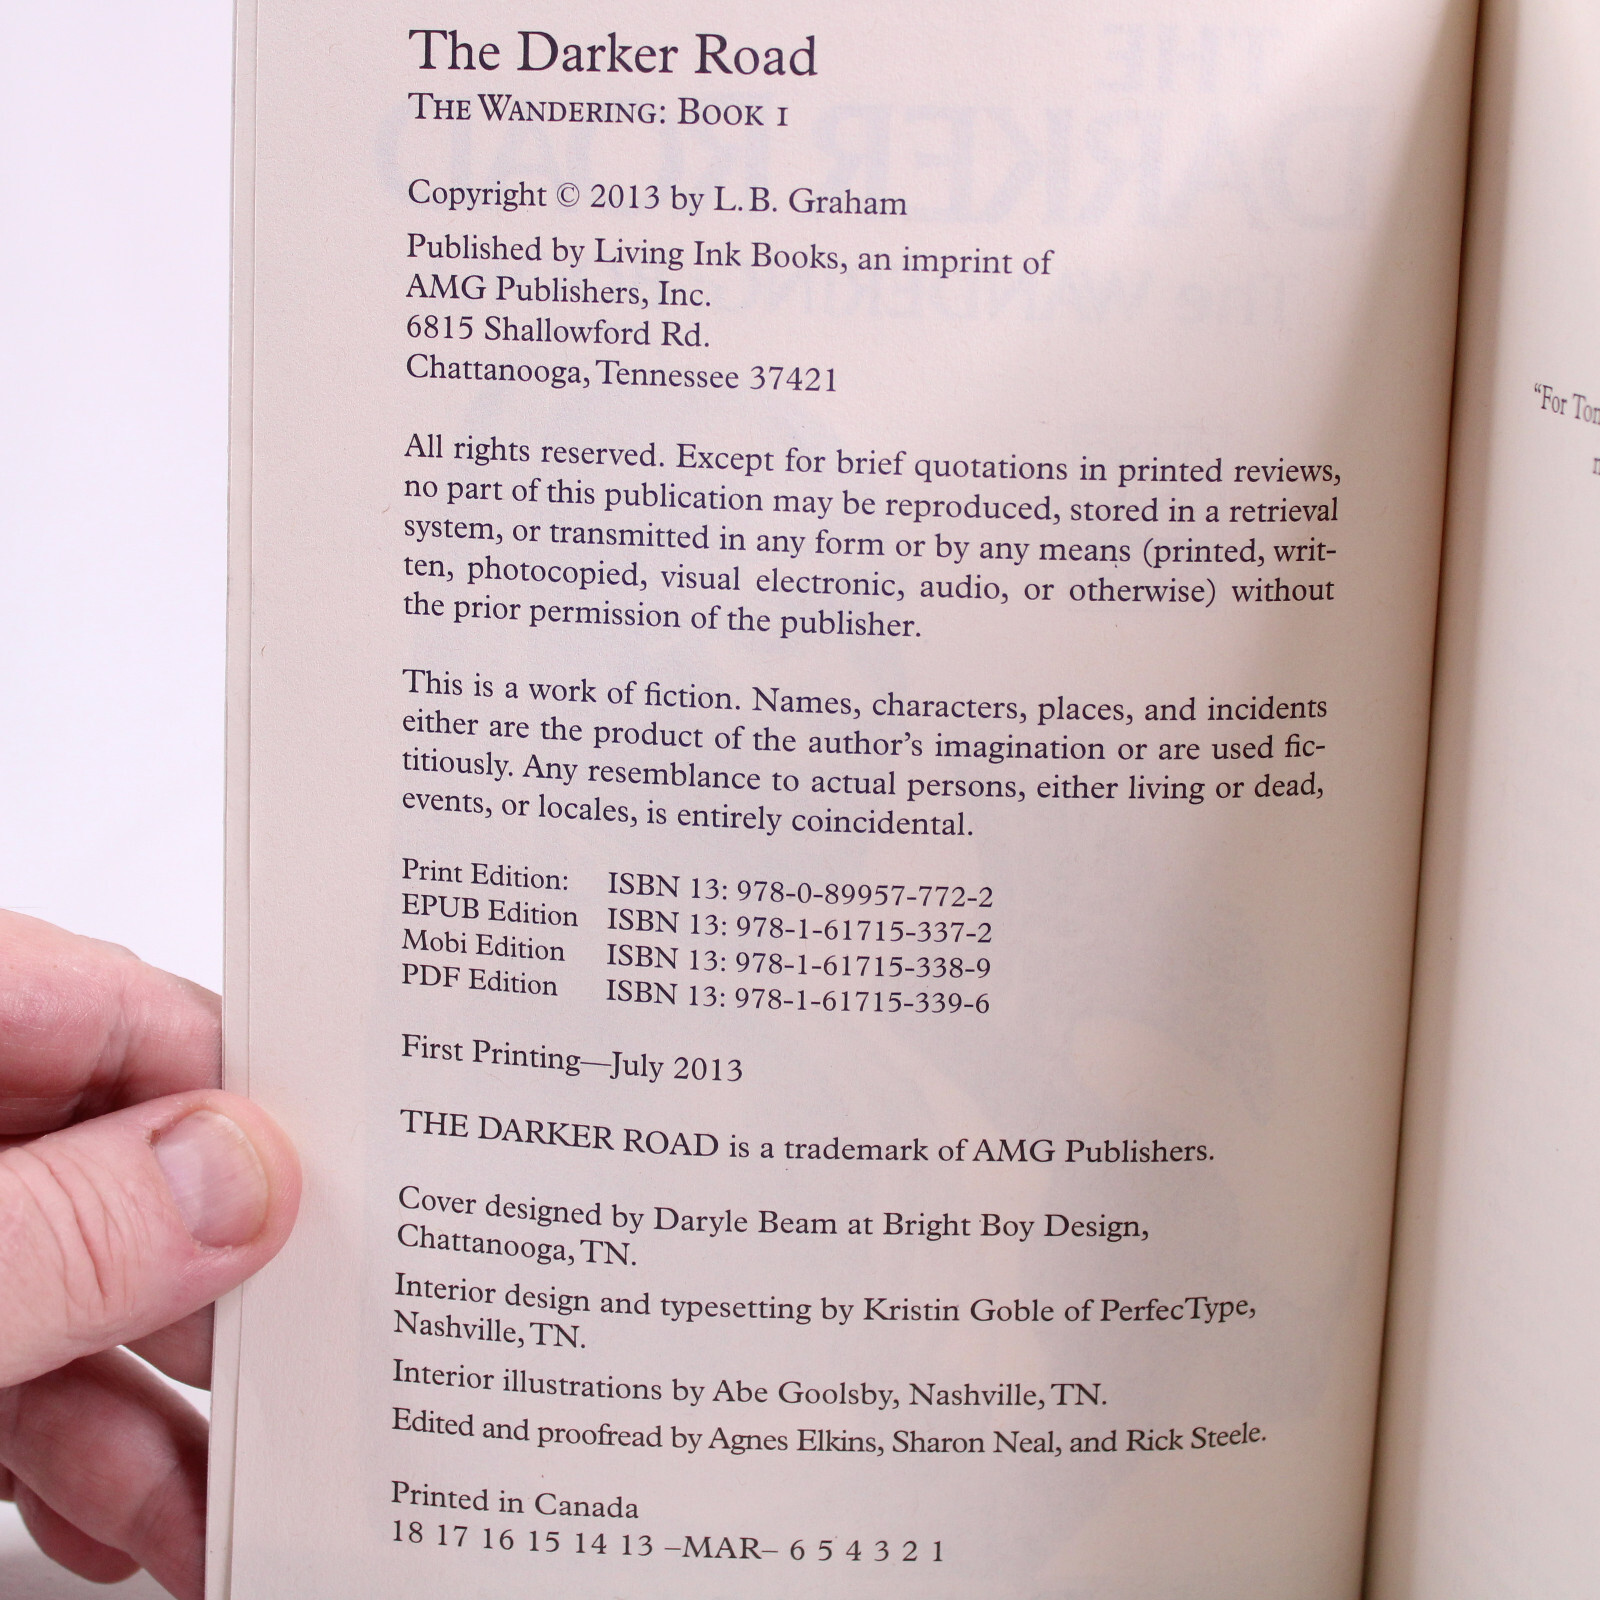 The Darker Road
THE WANDERING: BOOK 1
Copyright © 2013 by L. B. Graham
Published by Living Ink Books, an imprint of
AMG Publishers, Inc.
6815 Shallowford Rd.
Chattanooga, Tennessee 37421
All rights reserved. Except for brief quotations in printed reviews,
no part of this publication may be reproduced, stored in a retrieval
system, or transmitted in any form or by any means (printed, writ-
ten, photocopied, visual electronic, audio, or otherwise) without
the prior permission of the publisher.
This is a work of fiction. Names, characters, places, and incidents
either are the product of the author's imagination or are used fic-
titiously. Any resemblance to actual persons, either living or dead,
events, or locales, is entirely coincidental.
Print Edition: ISBN 13: 978-0-89957-772-2
EPUB Edition ISBN 13: 978-1-61715-337-2
Mobi Edition ISBN 13: 978-1-61715-338-9
PDF Edition ISBN 13: 978-1-61715-339-6
First Printing—July 2013
THE DARKER ROAD is a trademark of AMG Publishers.
Cover designed by Daryle Beam at Bright Boy Design,
Chattanooga, TN.
Interior design and typesetting by Kristin Goble of PerfecType,
Nashville, TN.
Interior illustrations by Abe Goolsby, Nashville, TN.
Edited and proofread by Agnes Elkins, Sharon Neal, and Rick Steele.
Printed in Canada
18 17 16 15 14 13 –MAR– 6 5 4 3 2 1
"For